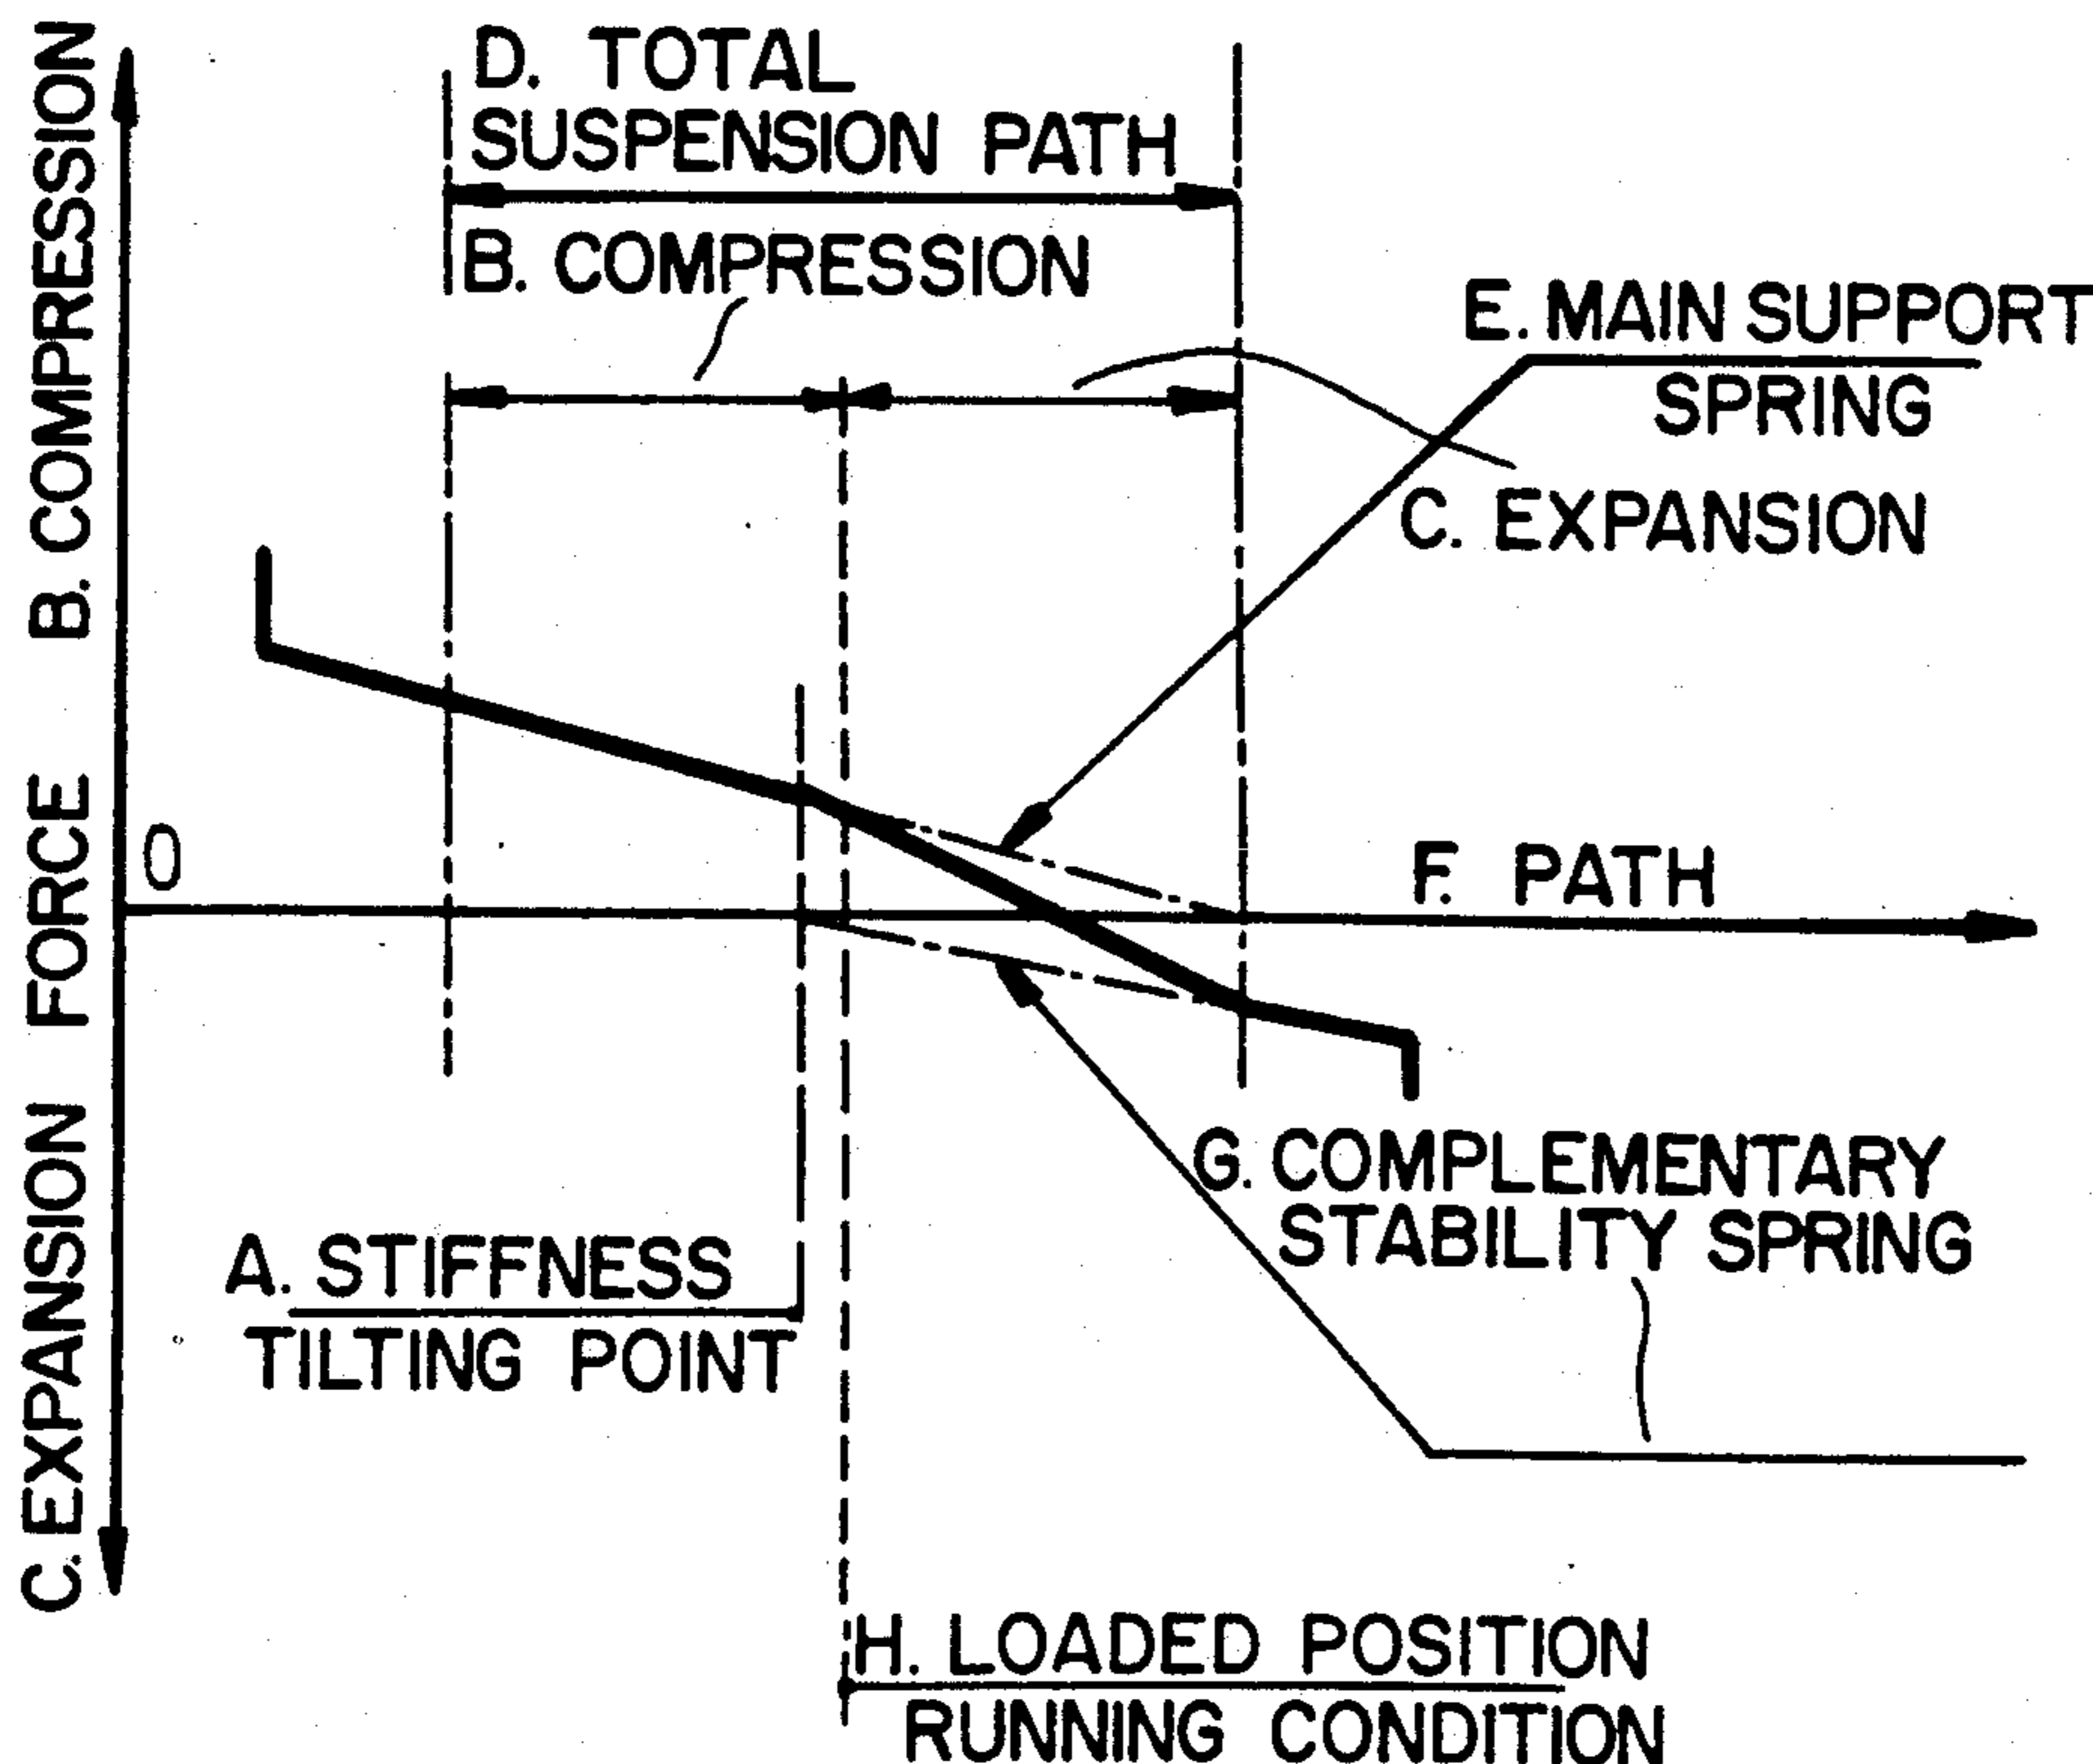 D. TOTAL
SUSPENSION PATH
B. COMPRESSION
E. MAIN SUPPORT
SPRING
C. EXPANSION
B. COMPRESSION
FORCE
C. EXPANSION
O
F. PATH
G. COMPLEMENTARY
STABILITY SPRING
A. STIFFNESS
TILTING POINT
H. LOADED POSITION
RUNNING CONDITION